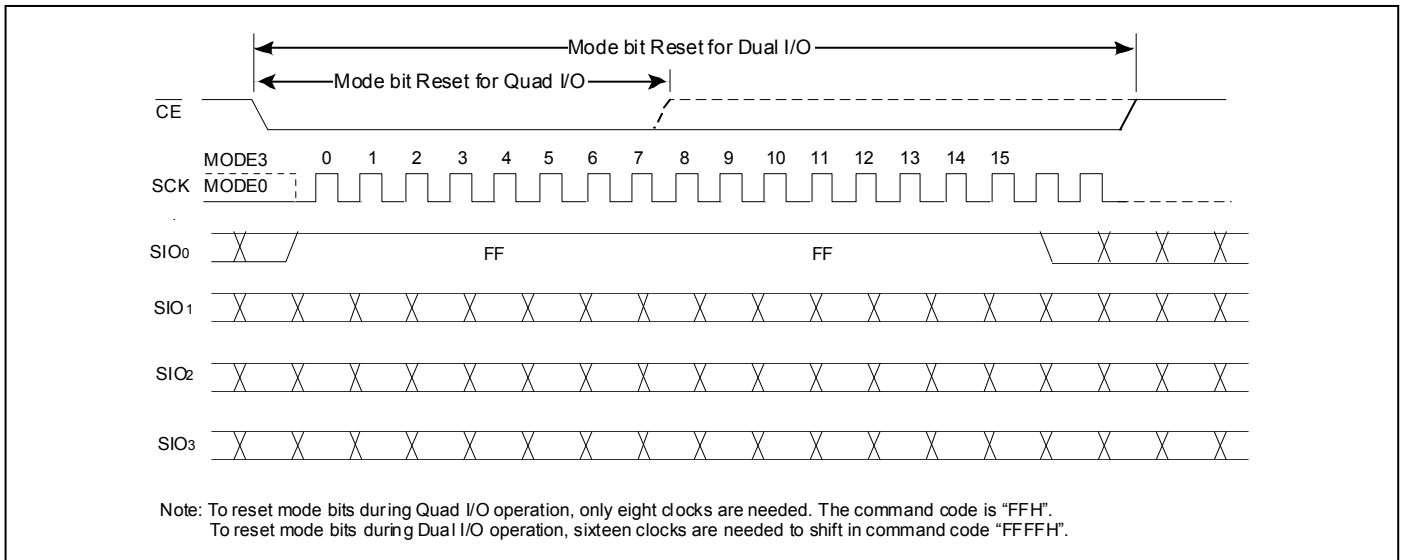 Mode bit Reset for Dual I/O
Mode bit Reset for Quad I/O
CE
MODE3 0 1 2 3 4 5 6 7 8 9 10 11 12 13 14 15
SCK MODE0
SIO0 FF FF
SIO1
SIO2
SIO3
Note: To reset mode bits during Quad I/O operation, only eight clocks are needed. The command code is “FFH”.
To reset mode bits during Dual I/O operation, sixteen clocks are needed to shift in command code “FFFFH”.